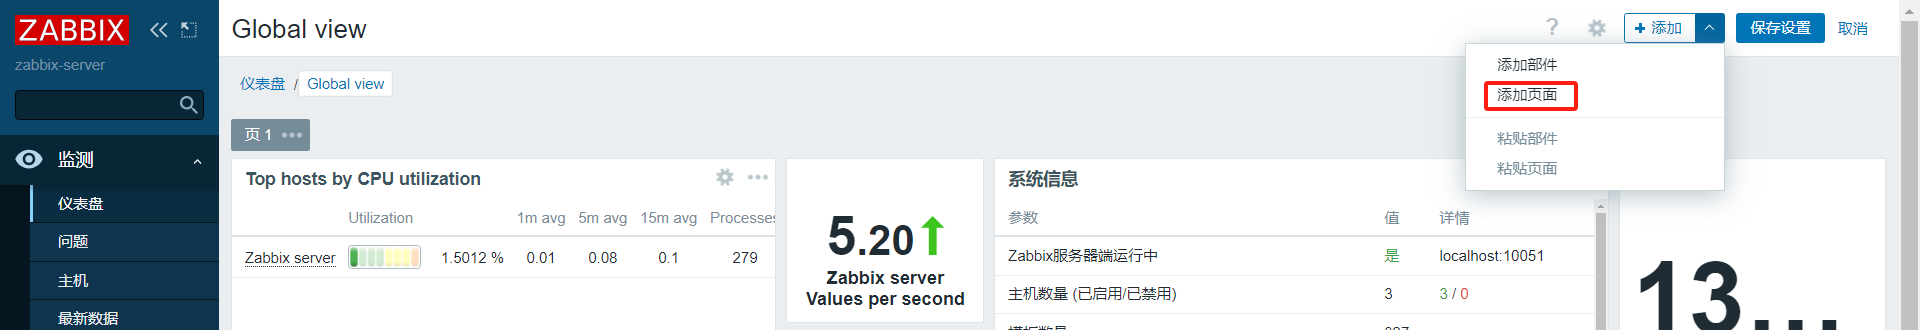 ZABBIX
zabbix-server
监测
仪表盘
问题
主机
最新数据
Global view
? + 添加 保存设置 取消
添加部件
添加页面
粘贴部件
粘贴页面
仪表盘 / Global view
页 1
Top hosts by CPU utilization
Utilization 1m avg 5m avg 15m avg Processes
Zabbix server 1.5012 % 0.01 0.08 0.1 279
5.20
Zabbix server
Values per second
系统信息
参数 值 详情
Zabbix服务器端运行中 是 localhost:10051
主机数量 (已启用/已禁用) 3 3 / 0
13...